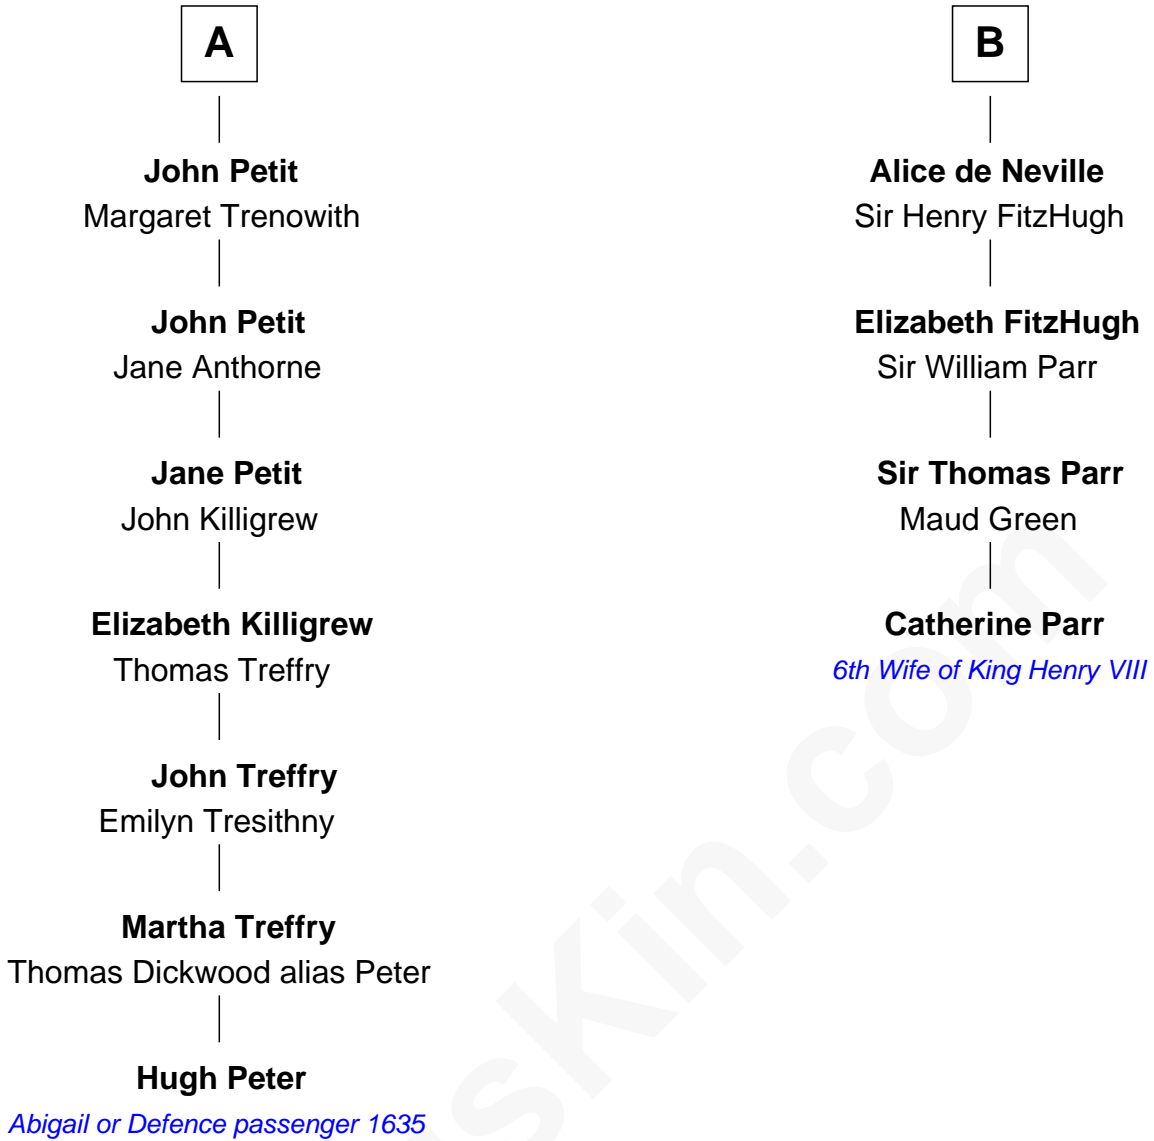 A
John Petit
Margaret Trenowith
John Petit
Jane Anthorne
Jane Petit
John Killigrew
Elizabeth Killigrew
Thomas Treffry
John Treffry
Emilyn Tresithny
Martha Treffry
Thomas Dickwood alias Peter
Hugh Peter
Abigail or Defence passenger 1635
B
Alice de Neville
Sir Henry FitzHugh
Elizabeth FitzHugh
Sir William Parr
Sir Thomas Parr
Maud Green
Catherine Parr
6th Wife of King Henry VIII